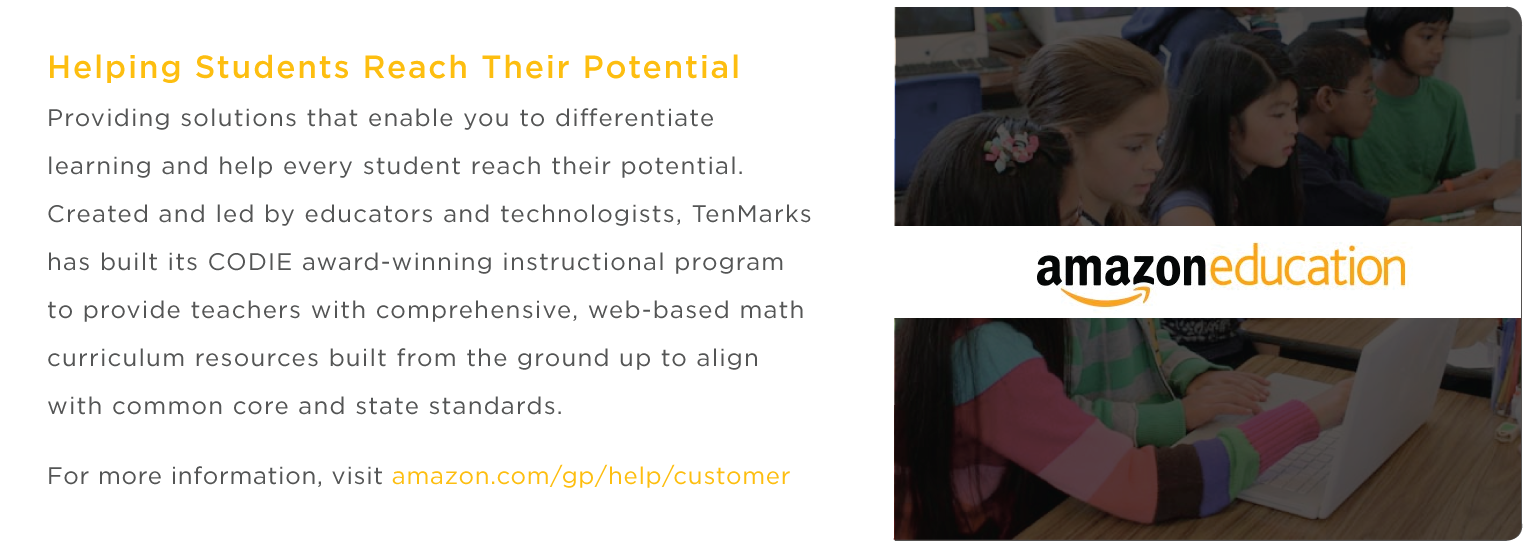 Helping Students Reach Their Potential
Providing solutions that enable you to differentiate
learning and help every student reach their potential.
Created and led by educators and technologists, TenMarks
has built its CODIE award-winning instructional program
to provide teachers with comprehensive, web-based math
curriculum resources built from the ground up to align
with common core and state standards.
For more information, visit amazon.com/gp/help/customer
amazoneducation